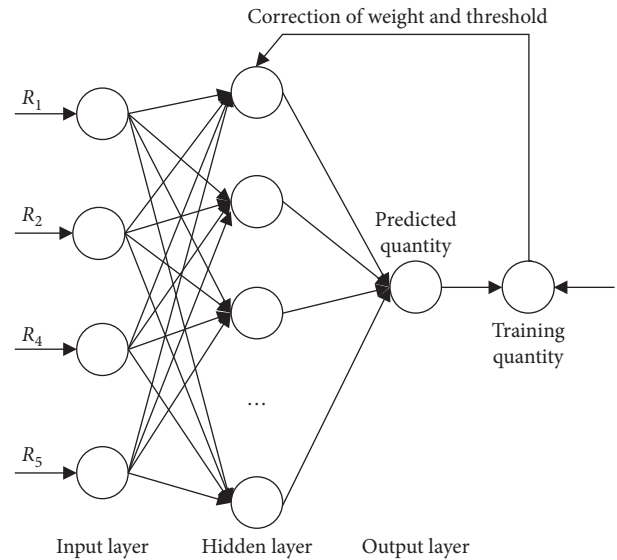 Correction of weight and threshold
R1
R2
Predicted
quantity
R4
Training
quantity
...
R5
Input layer
Hidden layer
Output layer